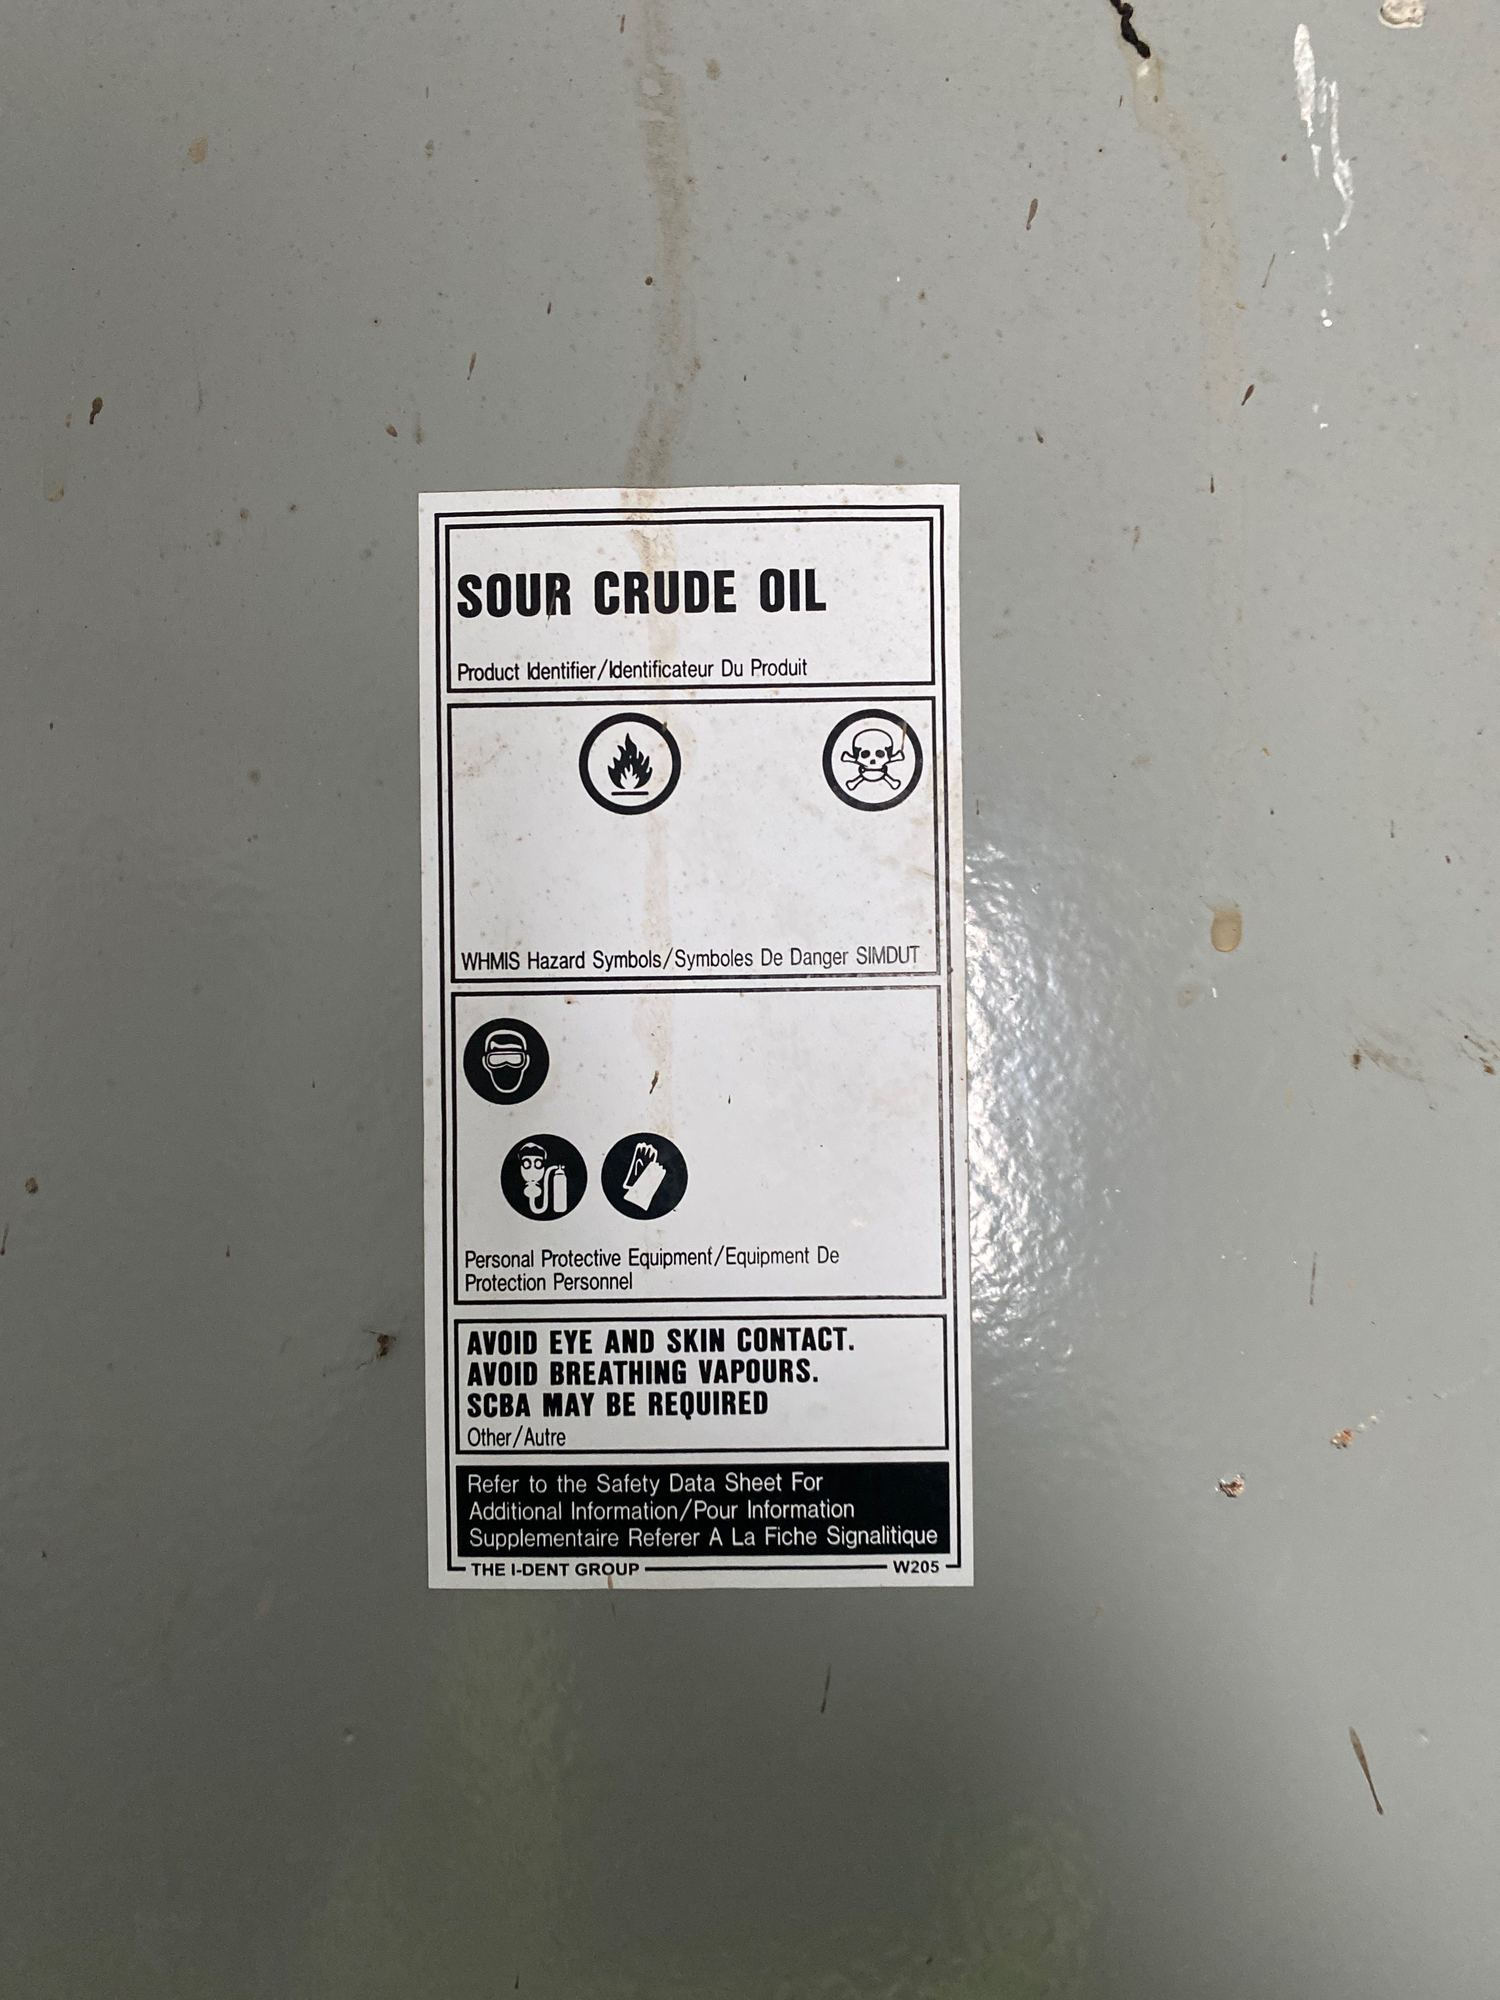 SOUR CRUDE OIL
Product Identifier/Identificateur Du Produit
WHMIS Hazard Symbols/Symboles De Danger SIMDUT
Personal Protective Equipment/Equipment De
Protection Personnel
AVOID EYE AND SKIN CONTACT.
AVOID BREATHING VAPOURS.
SCBA MAY BE REQUIRED
Other/Autre
Refer to the Safety Data Sheet For
Additional Information/Pour Information
Supplementaire Referer A La Fiche Signalitique
THE I-DENT GROUP W205